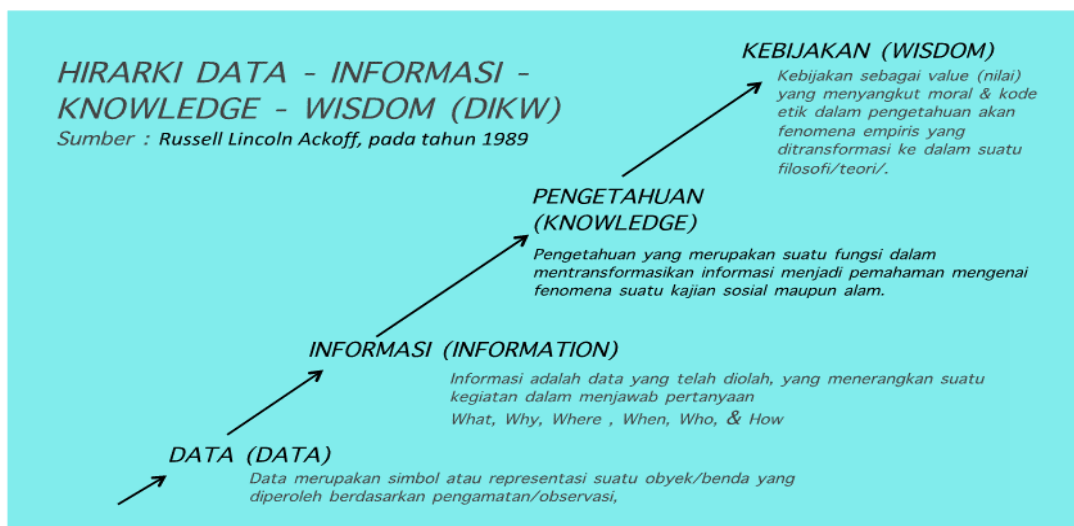 HIRARKI DATA - INFORMASI -
KNOWLEDGE - WISDOM (DIKW)
Sumber : Russell Lincoln Ackoff, pada tahun 1989
KEBIJAKAN (WISDOM)
Kebijakan sebagai value (nilai)
yang menyangkut moral & kode
etik dalam pengetahuan akan
fenomena empiris yang
ditransformasi ke dalam suatu
filosofi/teori/.
PENGETAHUAN
(KNOWLEDGE)
Pengetahuan yang merupakan suatu fungsi dalam
mentransformasikan informasi menjadi pemahaman mengenai
fenomena suatu kajian sosial maupun alam.
INFORMASI (INFORMATION)
Informasi adalah data yang telah diolah, yang menerangkan suatu
kegiatan dalam menjawab pertanyaan
What, Why, Where , When, Who, & How
DATA (DATA)
Data merupakan simbol atau representasi suatu obyek/benda yang
diperoleh berdasarkan pengamatan/observasi,